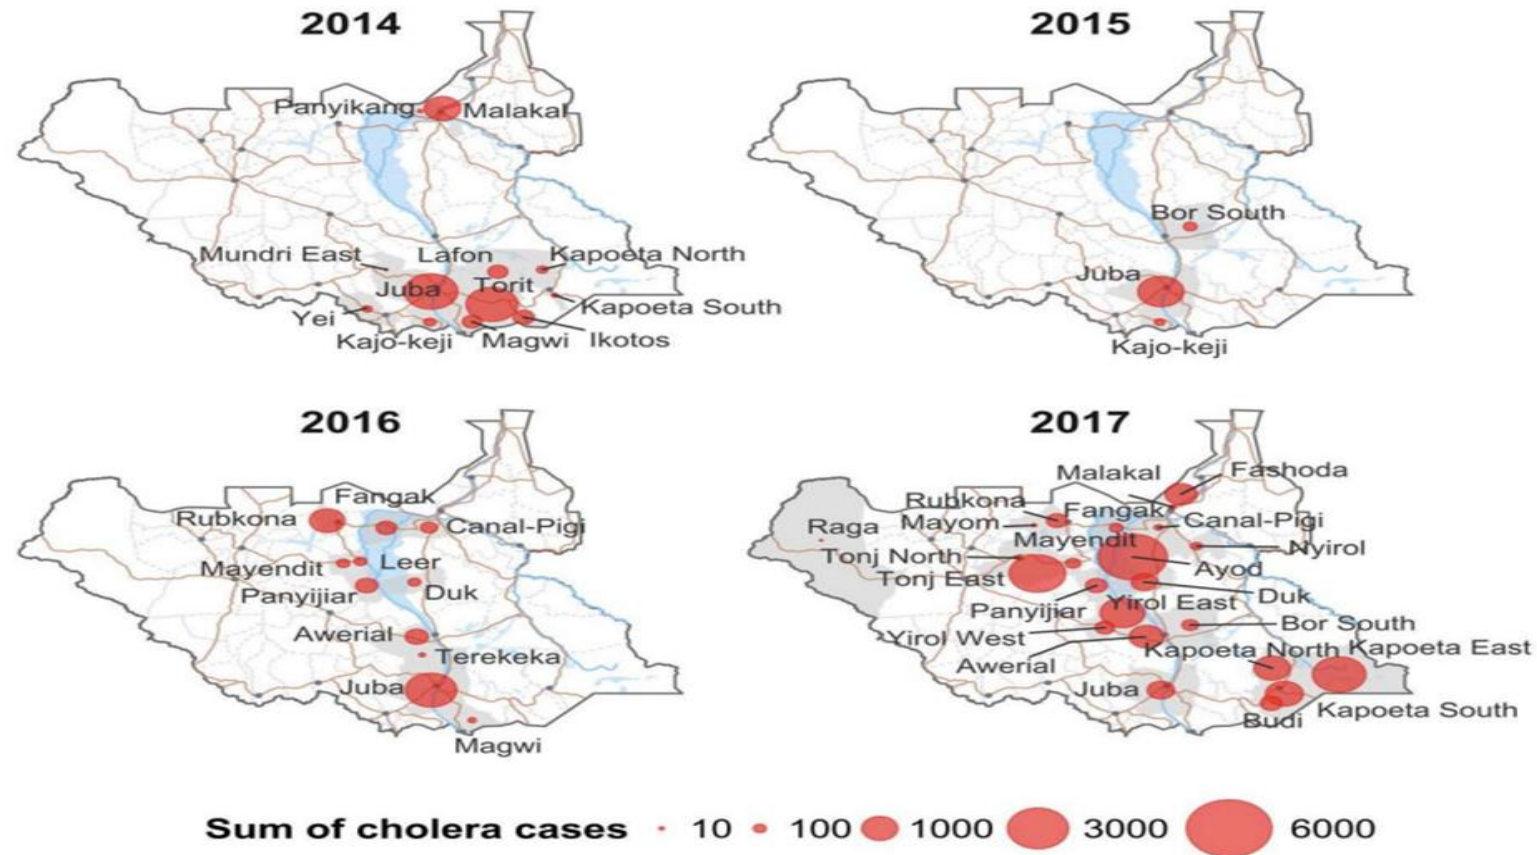 2014
Panyikang
Malakal
Mundri East
Lafon
Kapoeta North
Juba
Torit
Kapoeta South
Yei
Kajo-keji
Magwi
Ikotos
2015
Bor South
Juba
Kajo-keji
2016
Fangak
Rubkona
Canal-Pigi
Mayendit
Leer
Panyijiar
Duk
Awerial
Terekeka
Juba
Magwi
2017
Malakal
Fashoda
Rubkona
Fangak
Raga
Mayom
Canal-Pigi
Mayendit
Nyirol
Tonj North
Ayod
Tonj East
Duk
Panyijiar
Yirol East
Bor South
Yirol West
Kapoeta North
Kapoeta East
Awerial
Juba
Kapoeta South
Budi
Sum of cholera cases 10 100 1000 3000 6000